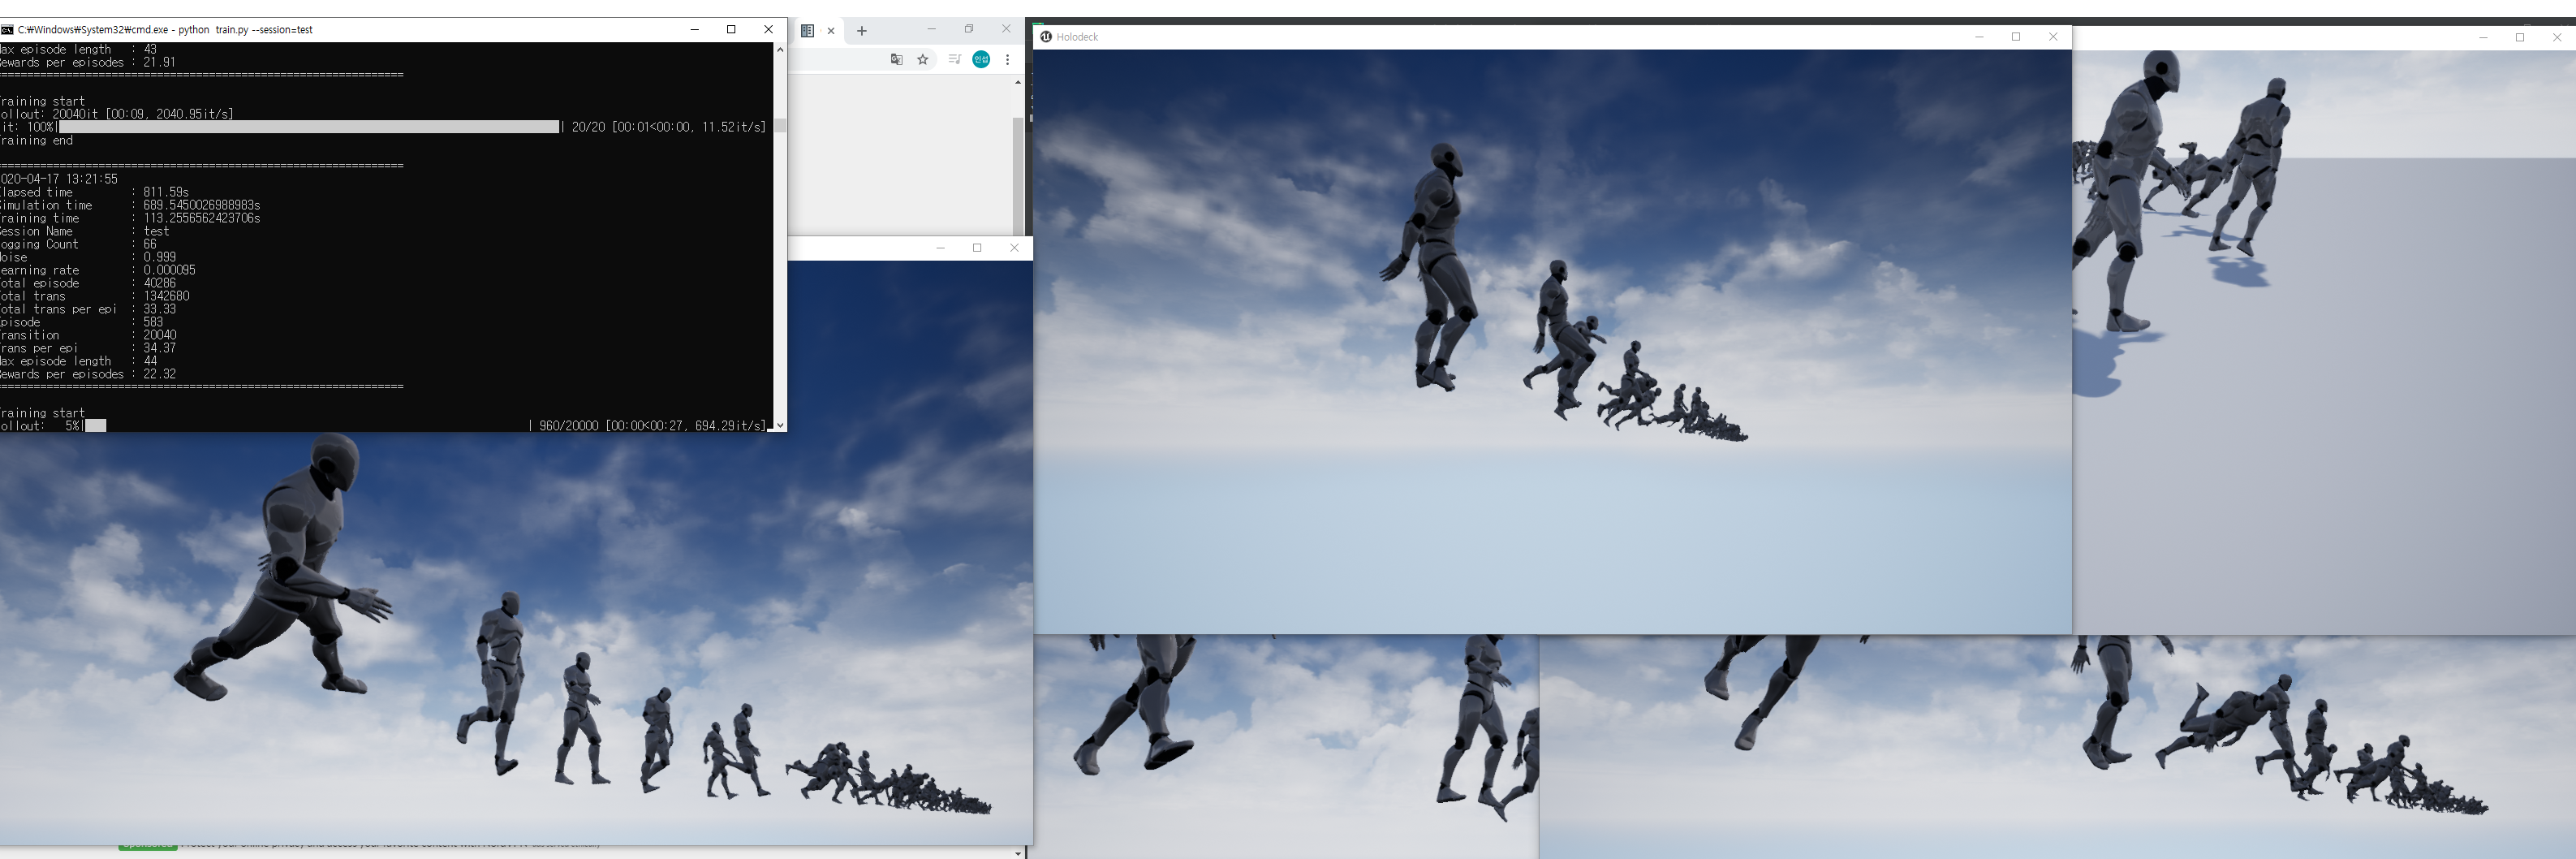 C:₩Windows₩System32₩cmd.exe - python  train.py --session=test
ax episode length   : 43
ewards per episodes : 21.91
==============================================================
raining start
ollout: 20040it [00:09, 2040.95it/s]
it: 100%| | 20/20 [00:01<00:00, 11.52it/s]
raining end
==============================================================
020-04-17 13:21:55
lapsed time         : 811.59s
imulation time      : 689.5450026988983s
raining time        : 113.2556562423706s
ession Name         : test
ogging Count        : 66
oise                : 0.999
earning rate        : 0.000095
otal episode        : 40286
otal trans          : 1342680
otal trans per epi  : 33.33
pisode              : 583
ransition           : 20040
rans per epi        : 34.37
ax episode length   : 44
ewards per episodes : 22.32
==============================================================
raining start
ollout:   5%| | 960/20000 [00:00<00:27, 694.29it/s]
인섭
Holodeck